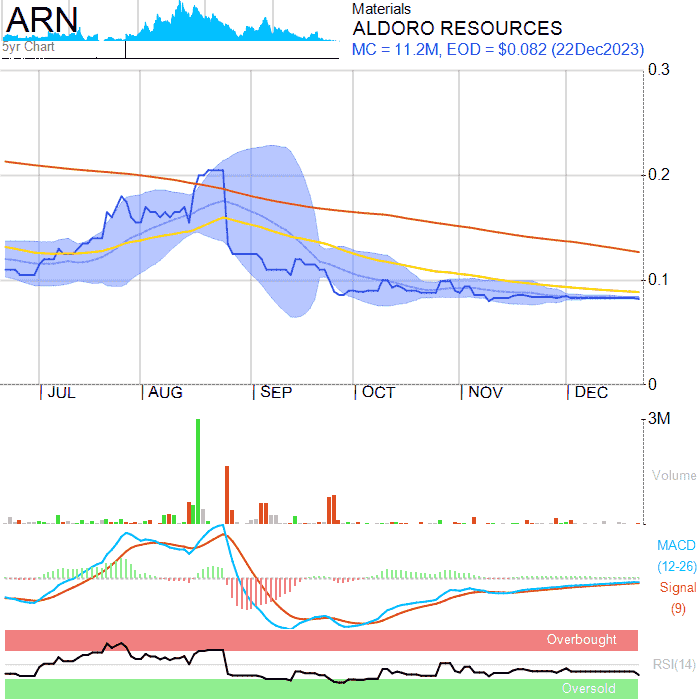 ARN
5yr Chart
Materials
ALDORO RESOURCES
MC = 11.2M, EOD = $0.082 (22Dec2023)
0.3
0.2
0.1
0
JUL AUG SEP OCT NOV DEC
3M
Volume
MACD
(12-26)
Signal
(9)
Overbought
RSI(14)
Oversold